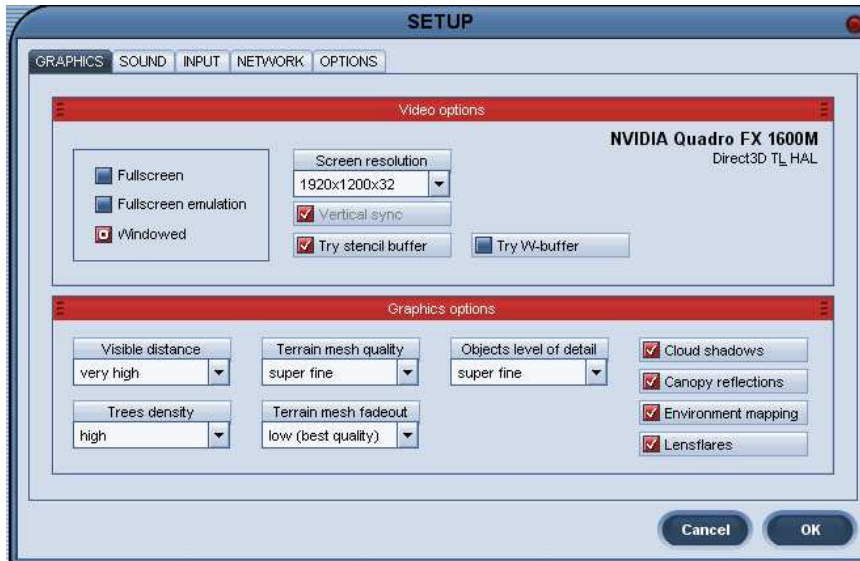 SETUP
GRAPHICS SOUND INPUT NETWORK OPTIONS
Video options
NVIDIA Quadro FX 1600M
Direct3D TL HAL
Fullscreen
Fullscreen emulation
Windowed
Screen resolution
1920x1200x32
Vertical sync
Try stencil buffer
Try W-buffer
Graphics options
Visible distance
very high
Terrain mesh quality
super fine
Objects level of detail
super fine
Trees density
high
Terrain mesh fadeout
low (best quality)
Cloud shadows
Canopy reflections
Environment mapping
Lensflares
Cancel OK